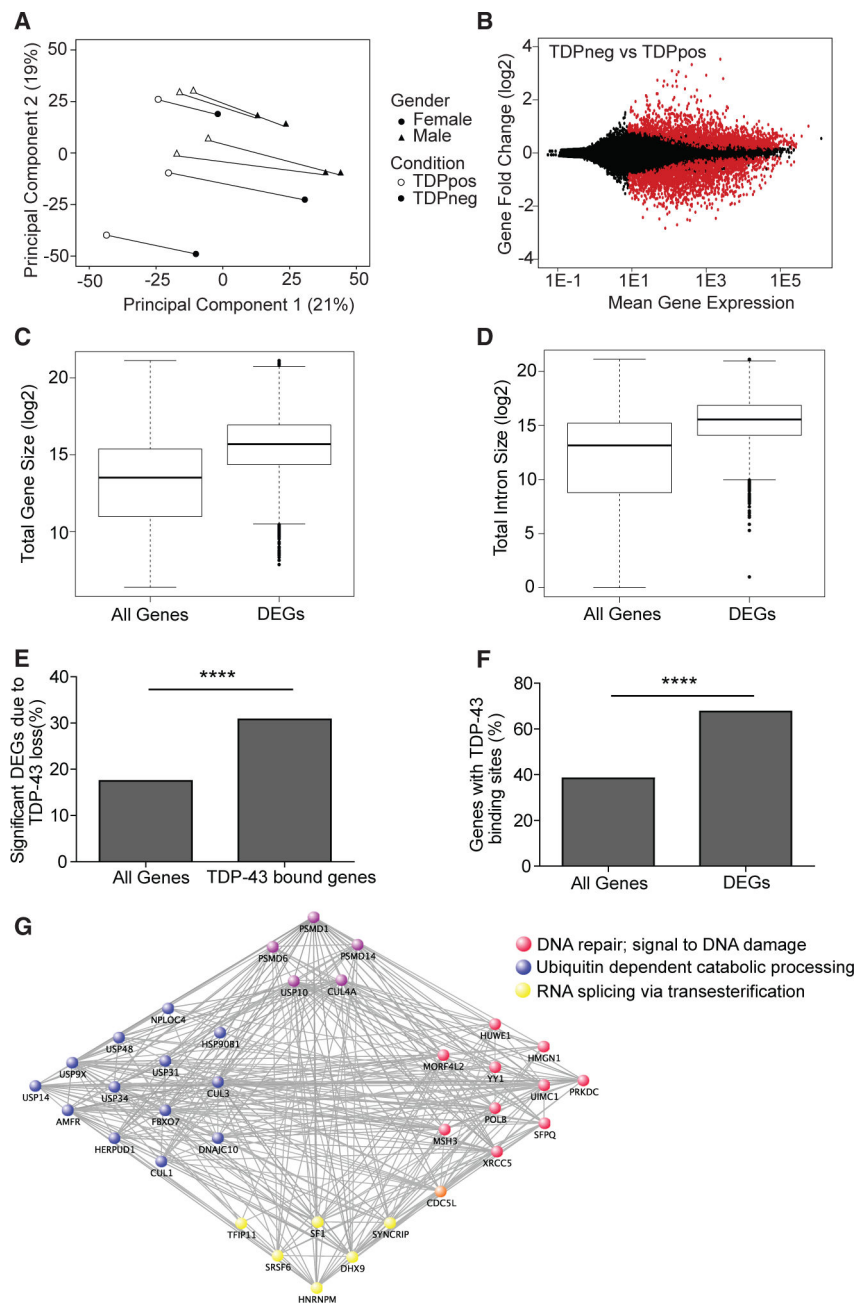 A
Principal Component 2 (19%)
50
25
0
-25
-50
-50
-25
0
25
50
Principal Component 1 (21%)
Gender
Female
Male
Condition
TDPpos
TDPneg
B
TDPneg vs TDPpos
Gene Fold Change (log2)
4
2
0
-2
-4
1E-1
1E1
1E3
1E5
Mean Gene Expression
C
Total Gene Size (log2)
20
15
10
All Genes
DEGs
D
Total Intron Size (log2)
20
15
10
5
0
All Genes
DEGs
E
Significant DEGs due to
TDP-43 loss(%)
40
30
20
10
0
****
All Genes
TDP-43 bound genes
F
Genes with TDP-43
binding sites (%)
80
60
40
20
0
****
All Genes
DEGs
G
DNA repair; signal to DNA damage
Ubiquitin dependent catabolic processing
RNA splicing via transesterification
PSMD1
PSMD6
PSMD14
USP10
CUL4A
NPLOC4
USP48
HSP90B1
USP9X
USP31
USP14
USP34
CUL3
AMFR
FBXO7
HERPUD1
DNAJC10
CUL1
HUWE1
HMGN1
MORF4L2
YY1
UIMC1
PRKDC
POLB
SFPQ
MSH3
XRCC5
CDC5L
TFIP11
SF1
SYNCRIP
SRSF6
DHX9
HNRNPM